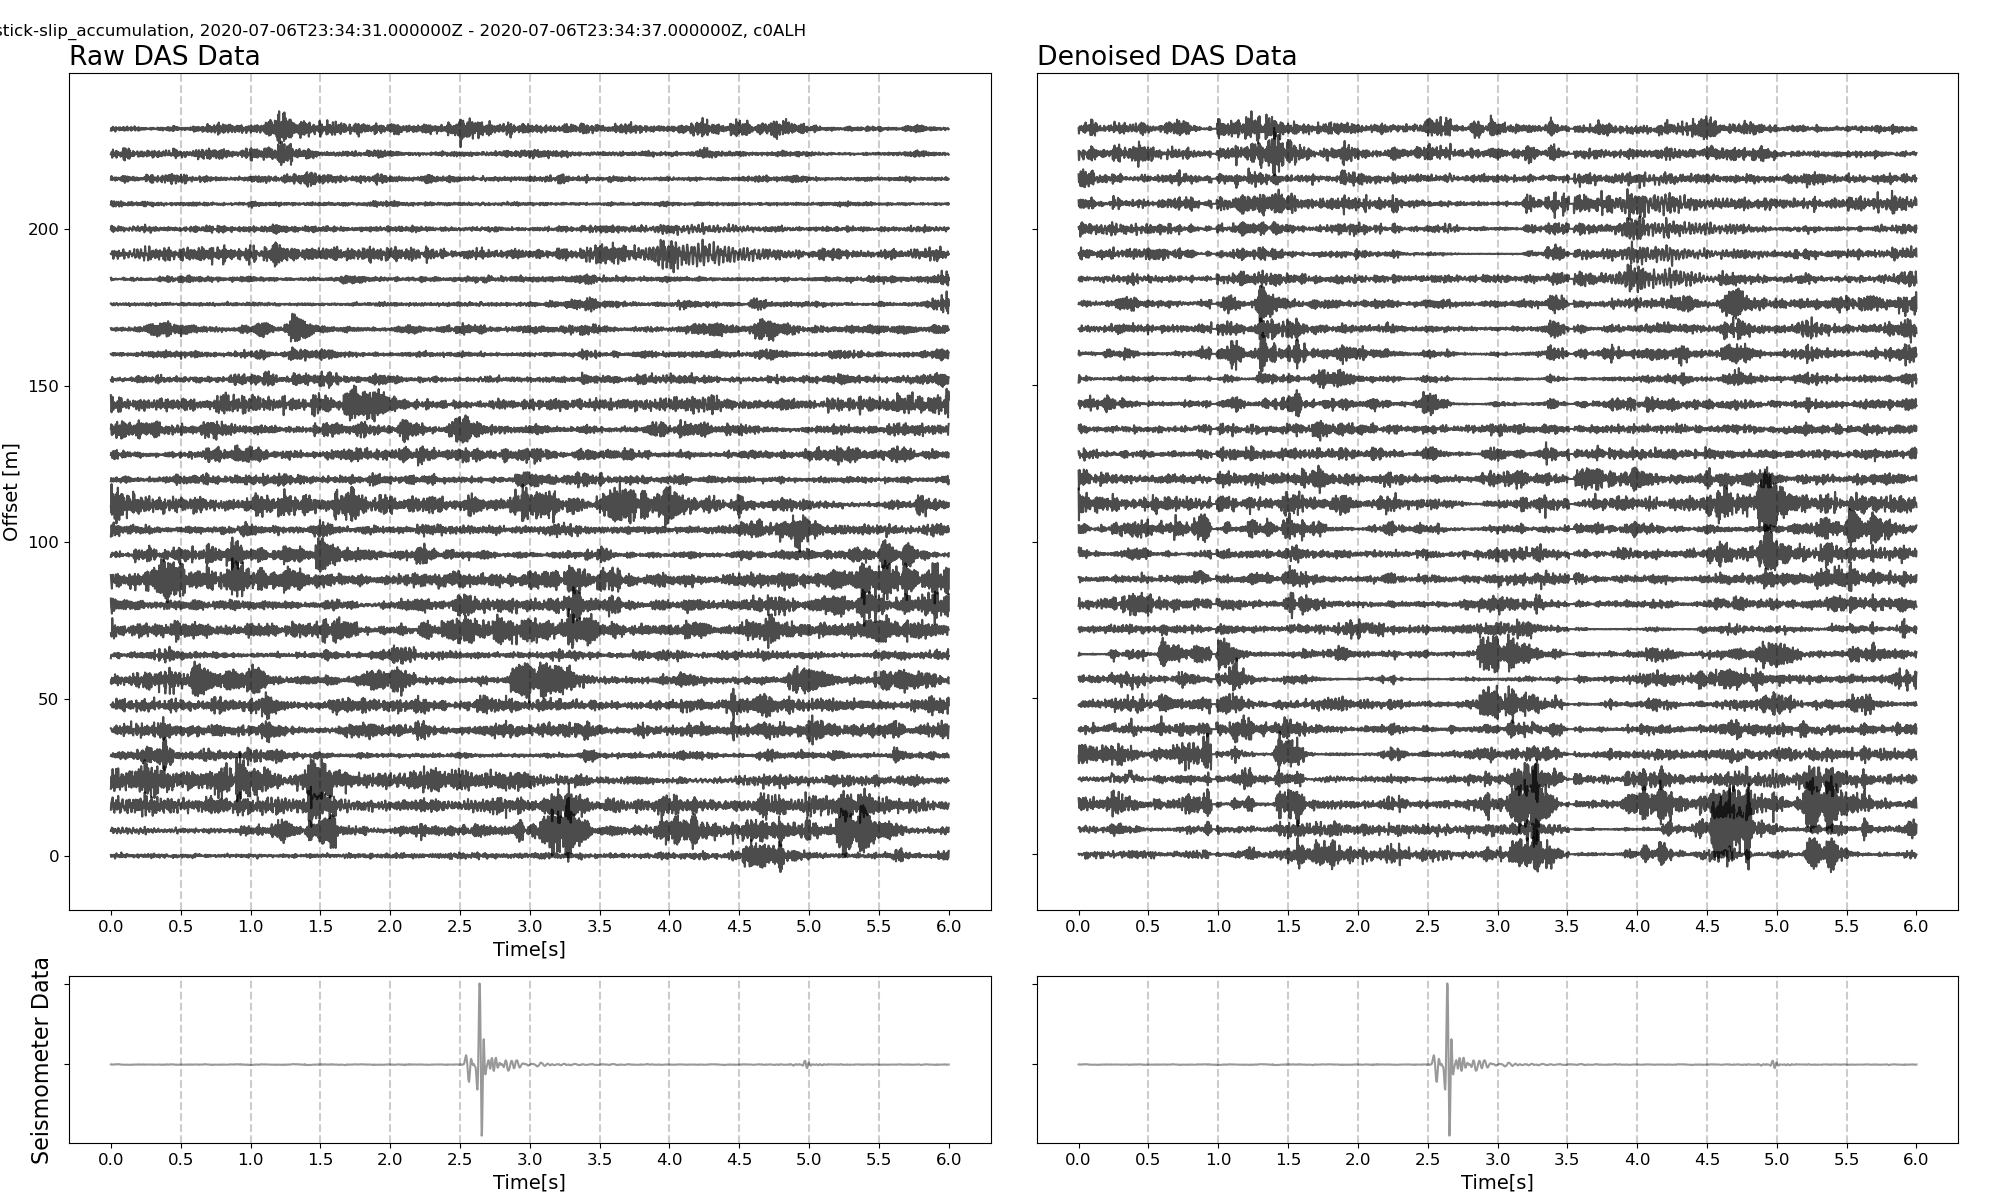 stick-slip_accumulation, 2020-07-06T23:34:31.000000Z - 2020-07-06T23:34:37.000000Z, c0ALH
Raw DAS Data
Denoised DAS Data
Offset [m]
200
150
100
50
0
0.0 0.5 1.0 1.5 2.0 2.5 3.0 3.5 4.0 4.5 5.0 5.5 6.0
Time[s]
0.0 0.5 1.0 1.5 2.0 2.5 3.0 3.5 4.0 4.5 5.0 5.5 6.0
Seismometer Data
0.0 0.5 1.0 1.5 2.0 2.5 3.0 3.5 4.0 4.5 5.0 5.5 6.0
Time[s]
0.0 0.5 1.0 1.5 2.0 2.5 3.0 3.5 4.0 4.5 5.0 5.5 6.0
Time[s]